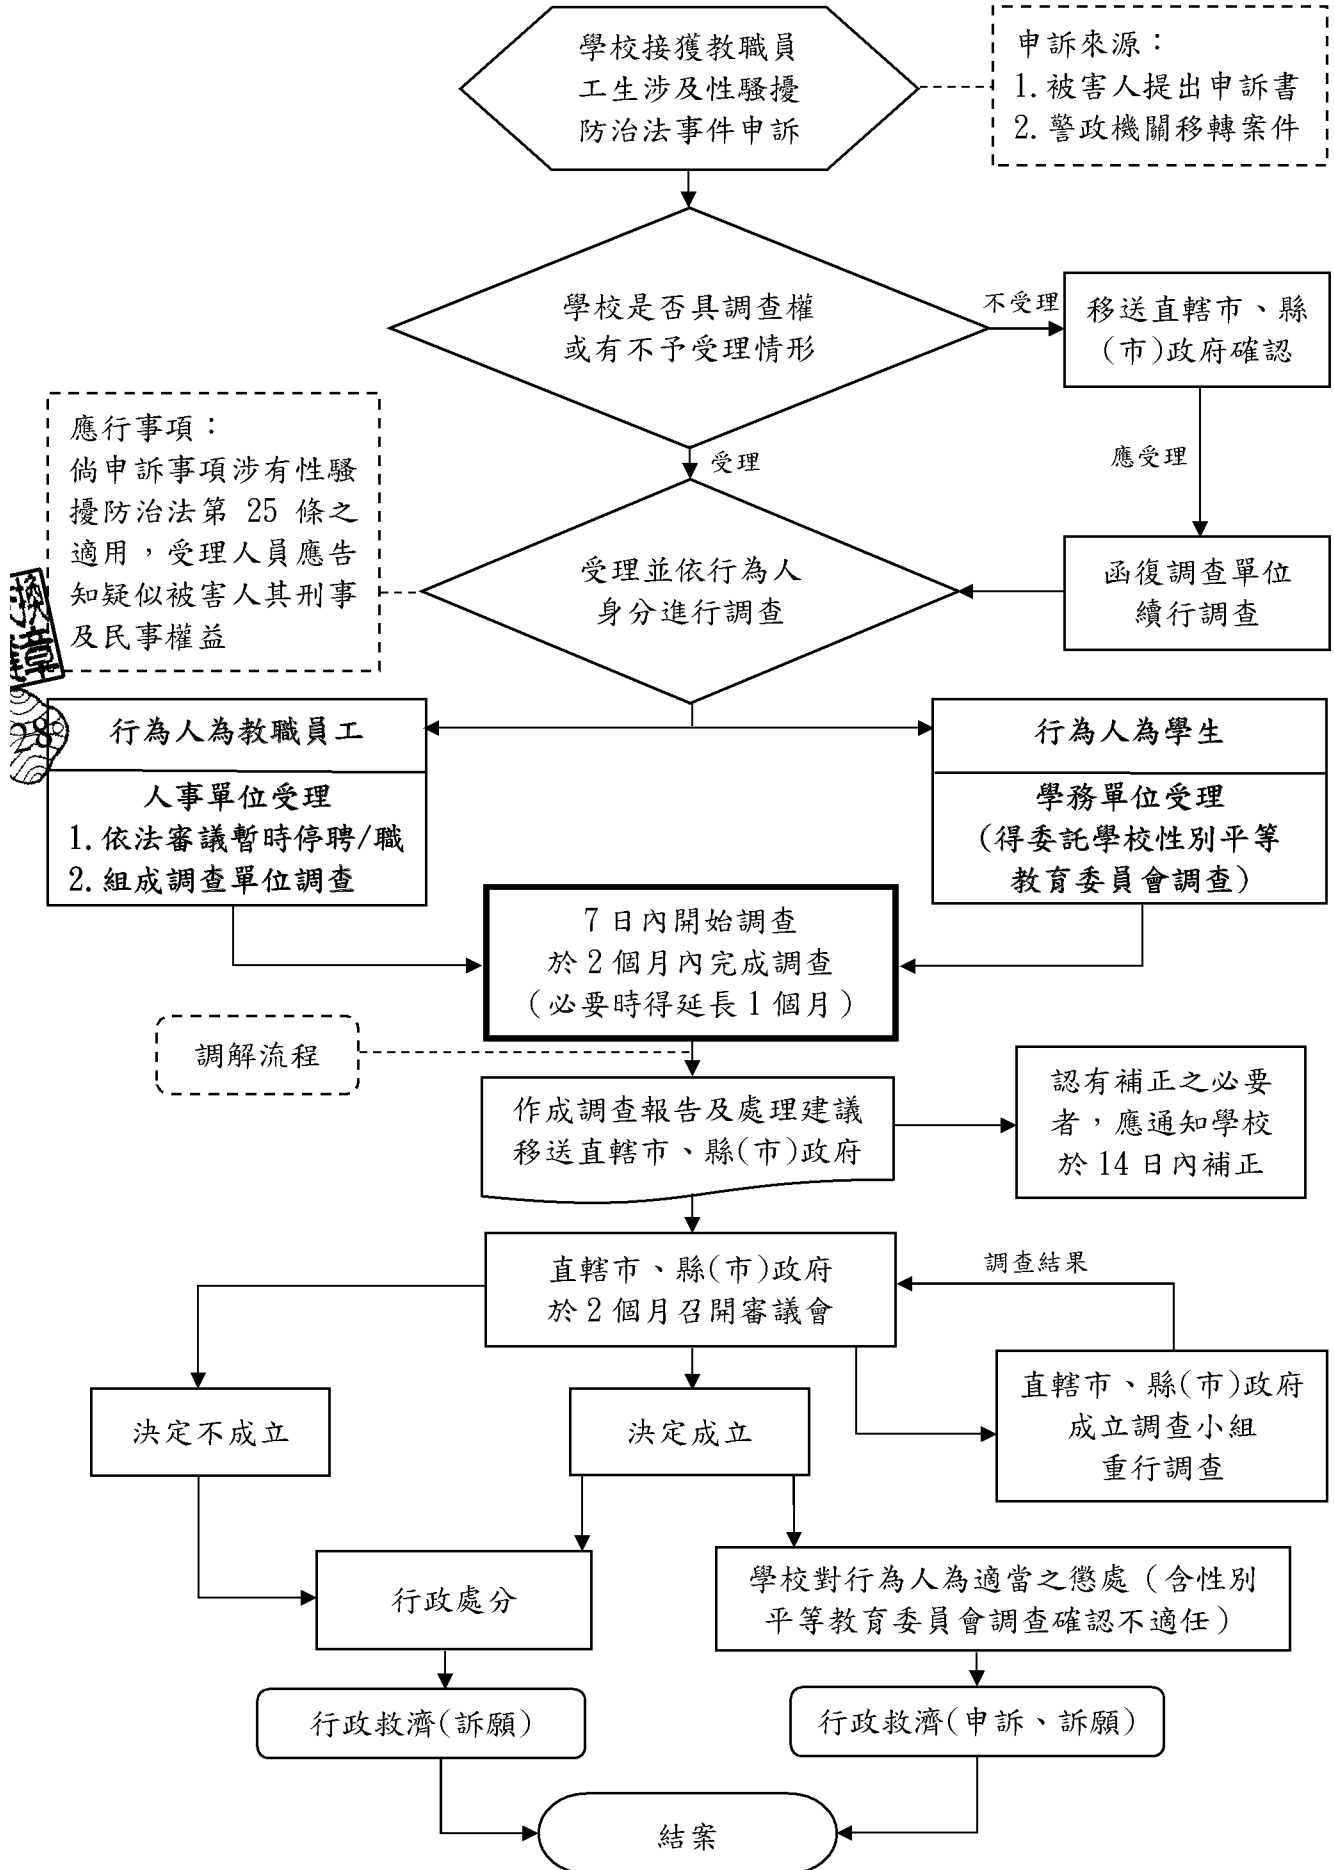 學校接獲教職員
工生涉及性騷擾
防治法事件申訴
申訴來源：
1.被害人提出申訴書
2.警政機關移轉案件
學校是否具調查權
或有不予受理情形
不受理
移送直轄市、縣
(市)政府確認
應受理
受理
應行事項：
倘申訴事項涉有性騷
擾防治法第 25 條之
適用，受理人員應告
知疑似被害人其刑事
及民事權益
受理並依行為人
身分進行調查
函復調查單位
續行調查
行為人為教職員工
人事單位受理
1.依法審議暫時停聘/職
2.組成調查單位調查
行為人為學生
學務單位受理
(得委託學校性別平等
教育委員會調查)
7 日內開始調查
於 2 個月內完成調查
(必要時得延長 1 個月)
調解流程
作成調查報告及處理建議
移送直轄市、縣(市)政府
認有補正之必要
者，應通知學校
於 14 日內補正
直轄市、縣(市)政府
於 2 個月召開審議會
調查結果
直轄市、縣(市)政府
成立調查小組
重行調查
決定不成立
決定成立
行政處分
學校對行為人為適當之懲處(含性別
平等教育委員會調查確認不適任)
行政救濟(訴願)
行政救濟(申訴、訴願)
結案
換
章
28